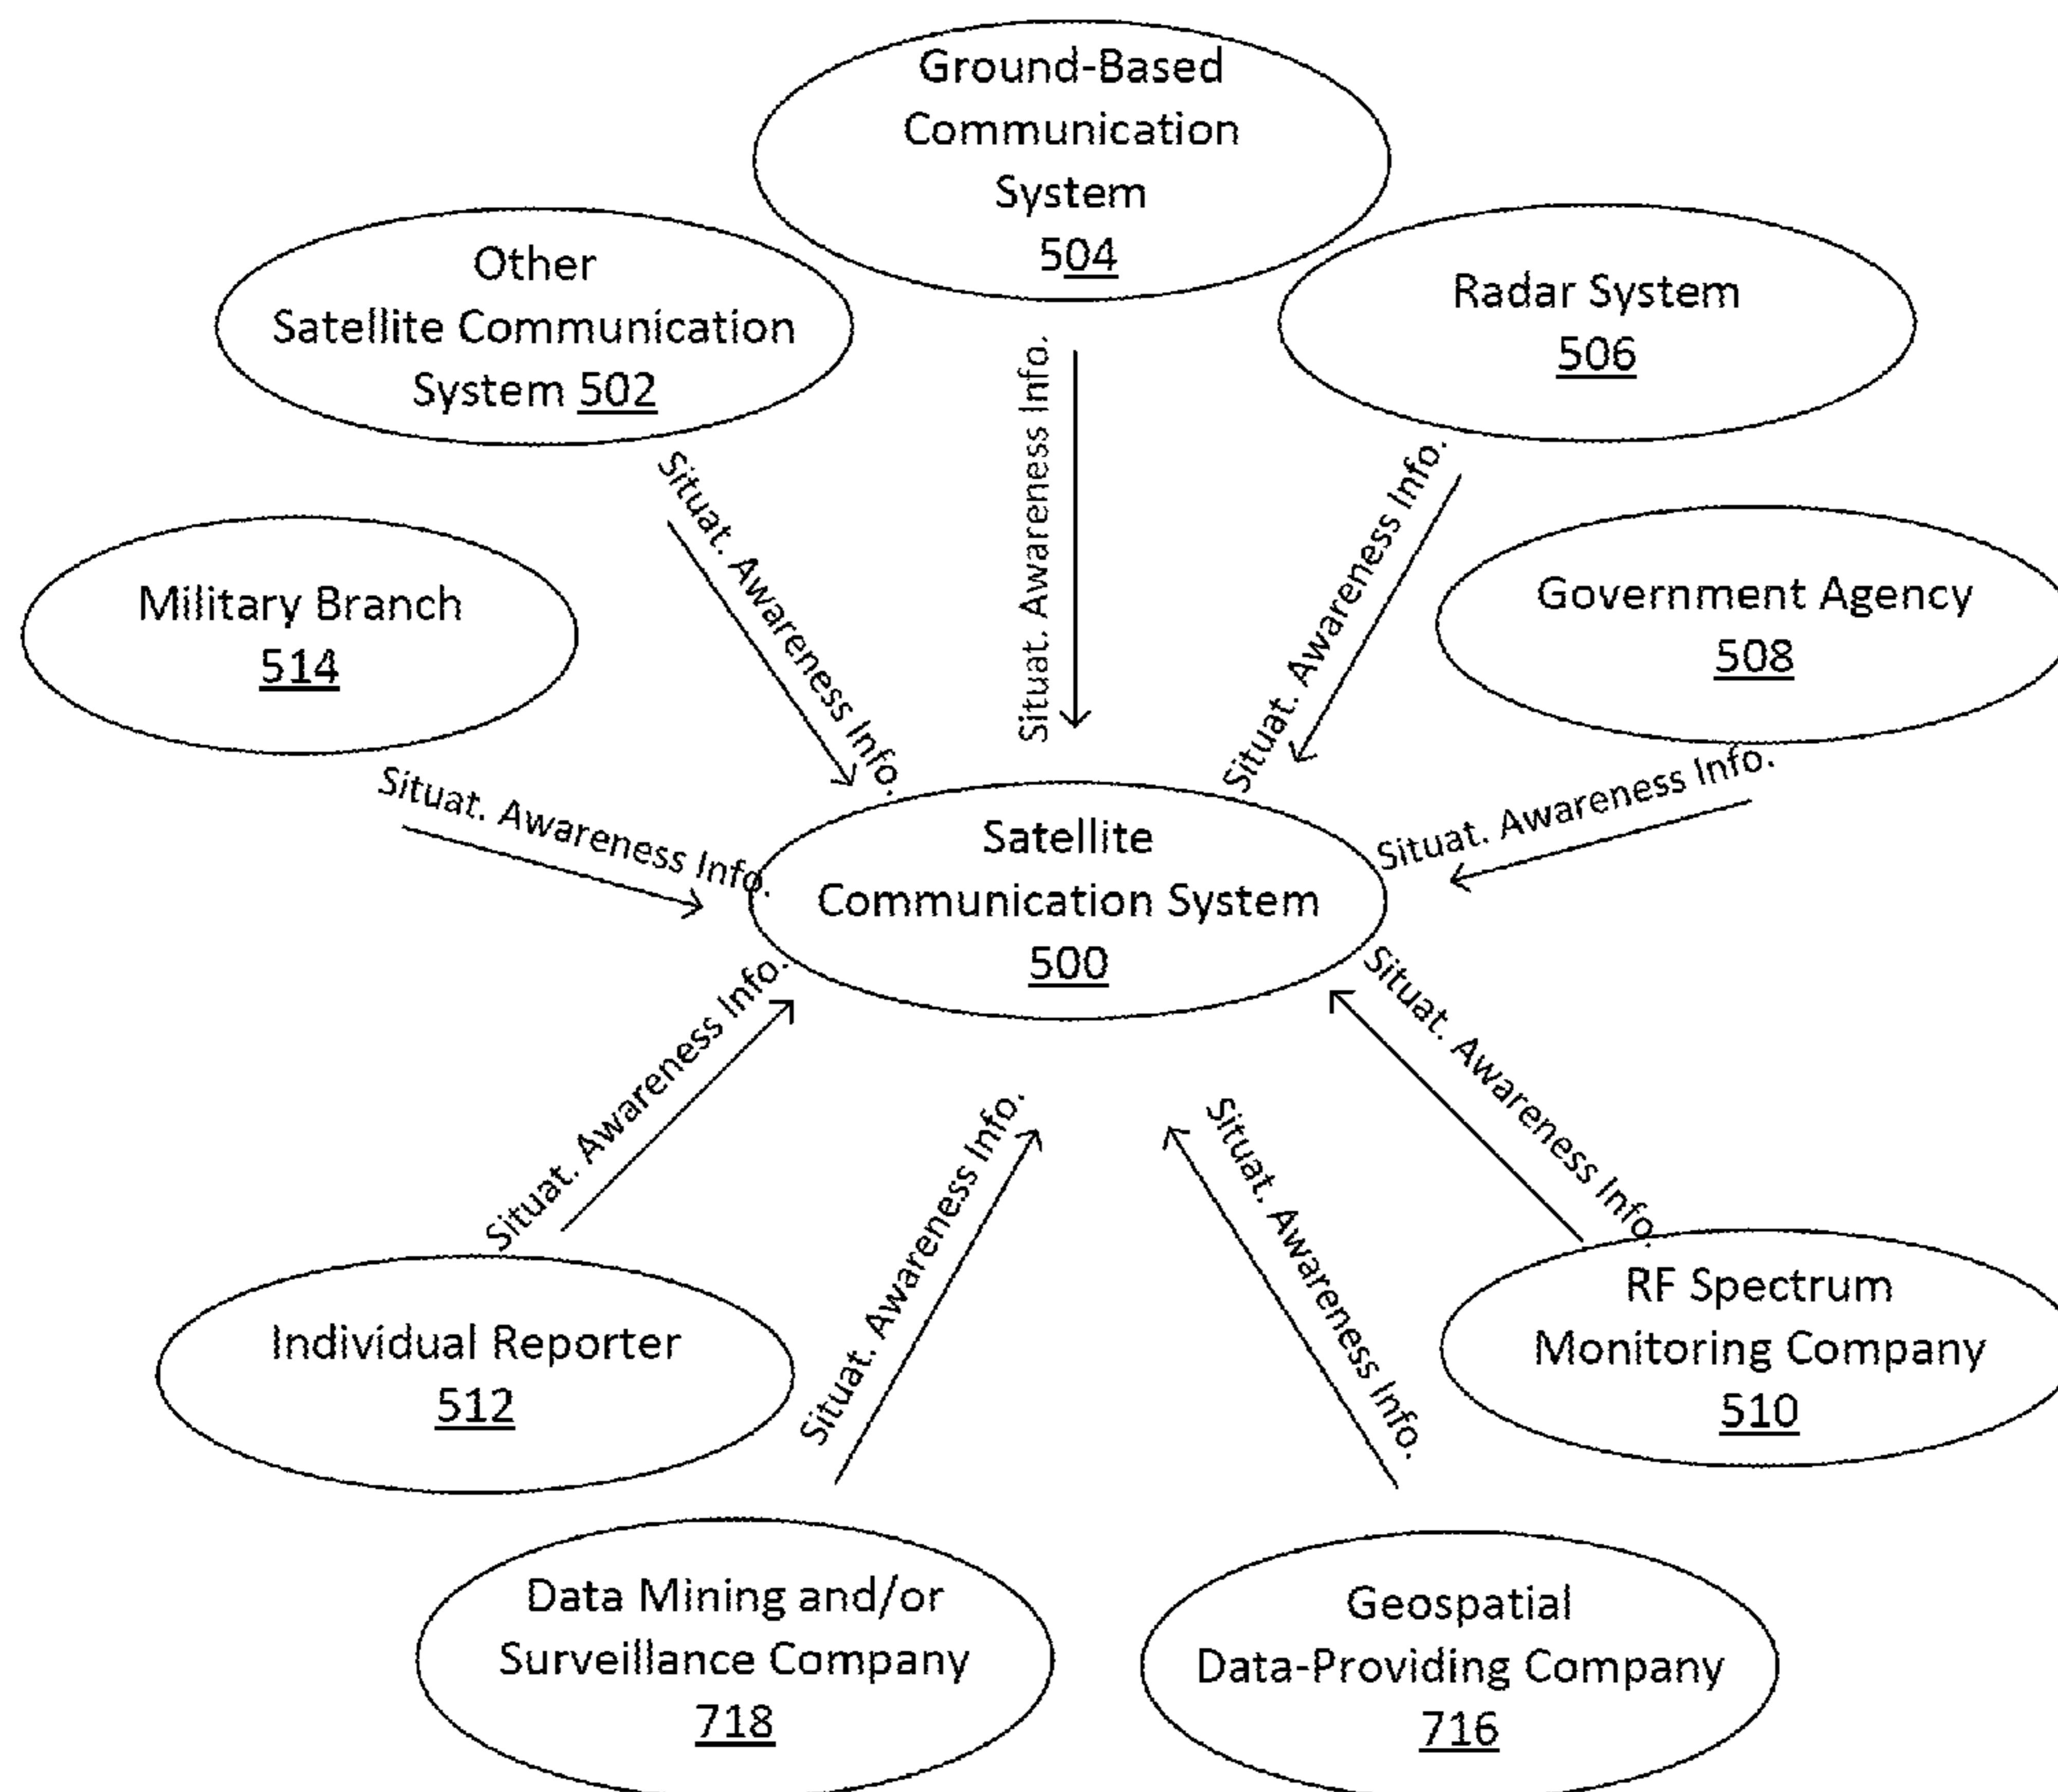 Ground-Based
Communication
System
504
Other
Satellite Communication
System 502
Radar System
506
Situat. Awareness Info.
Situat. Awareness Info.
Situat. Awareness Info.
Military Branch
514
Government Agency
508
Situat. Awareness Info.
Situat. Awareness Info.
Satellite
Communication System
500
Situat. Awareness Info.
Situat. Awareness Info.
Situat. Awareness Info.
Situat. Awareness Info.
Individual Reporter
512
RF Spectrum
Monitoring Company
510
Data Mining and/or
Surveillance Company
718
Geospatial
Data-Providing Company
716